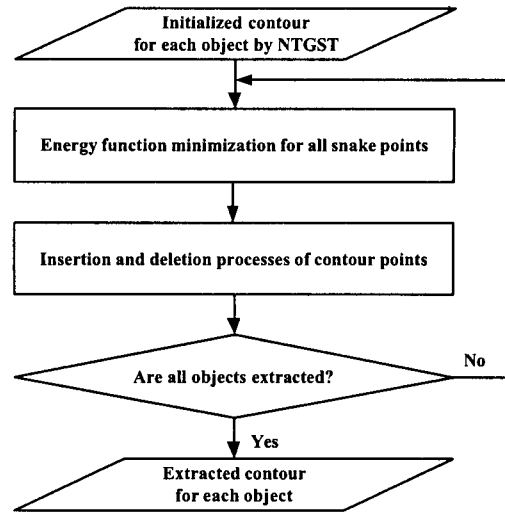 Initialized contour
for each object by NTGST
Energy function minimization for all snake points
Insertion and deletion processes of contour points
Are all objects extracted?
No
Yes
Extracted contour
for each object